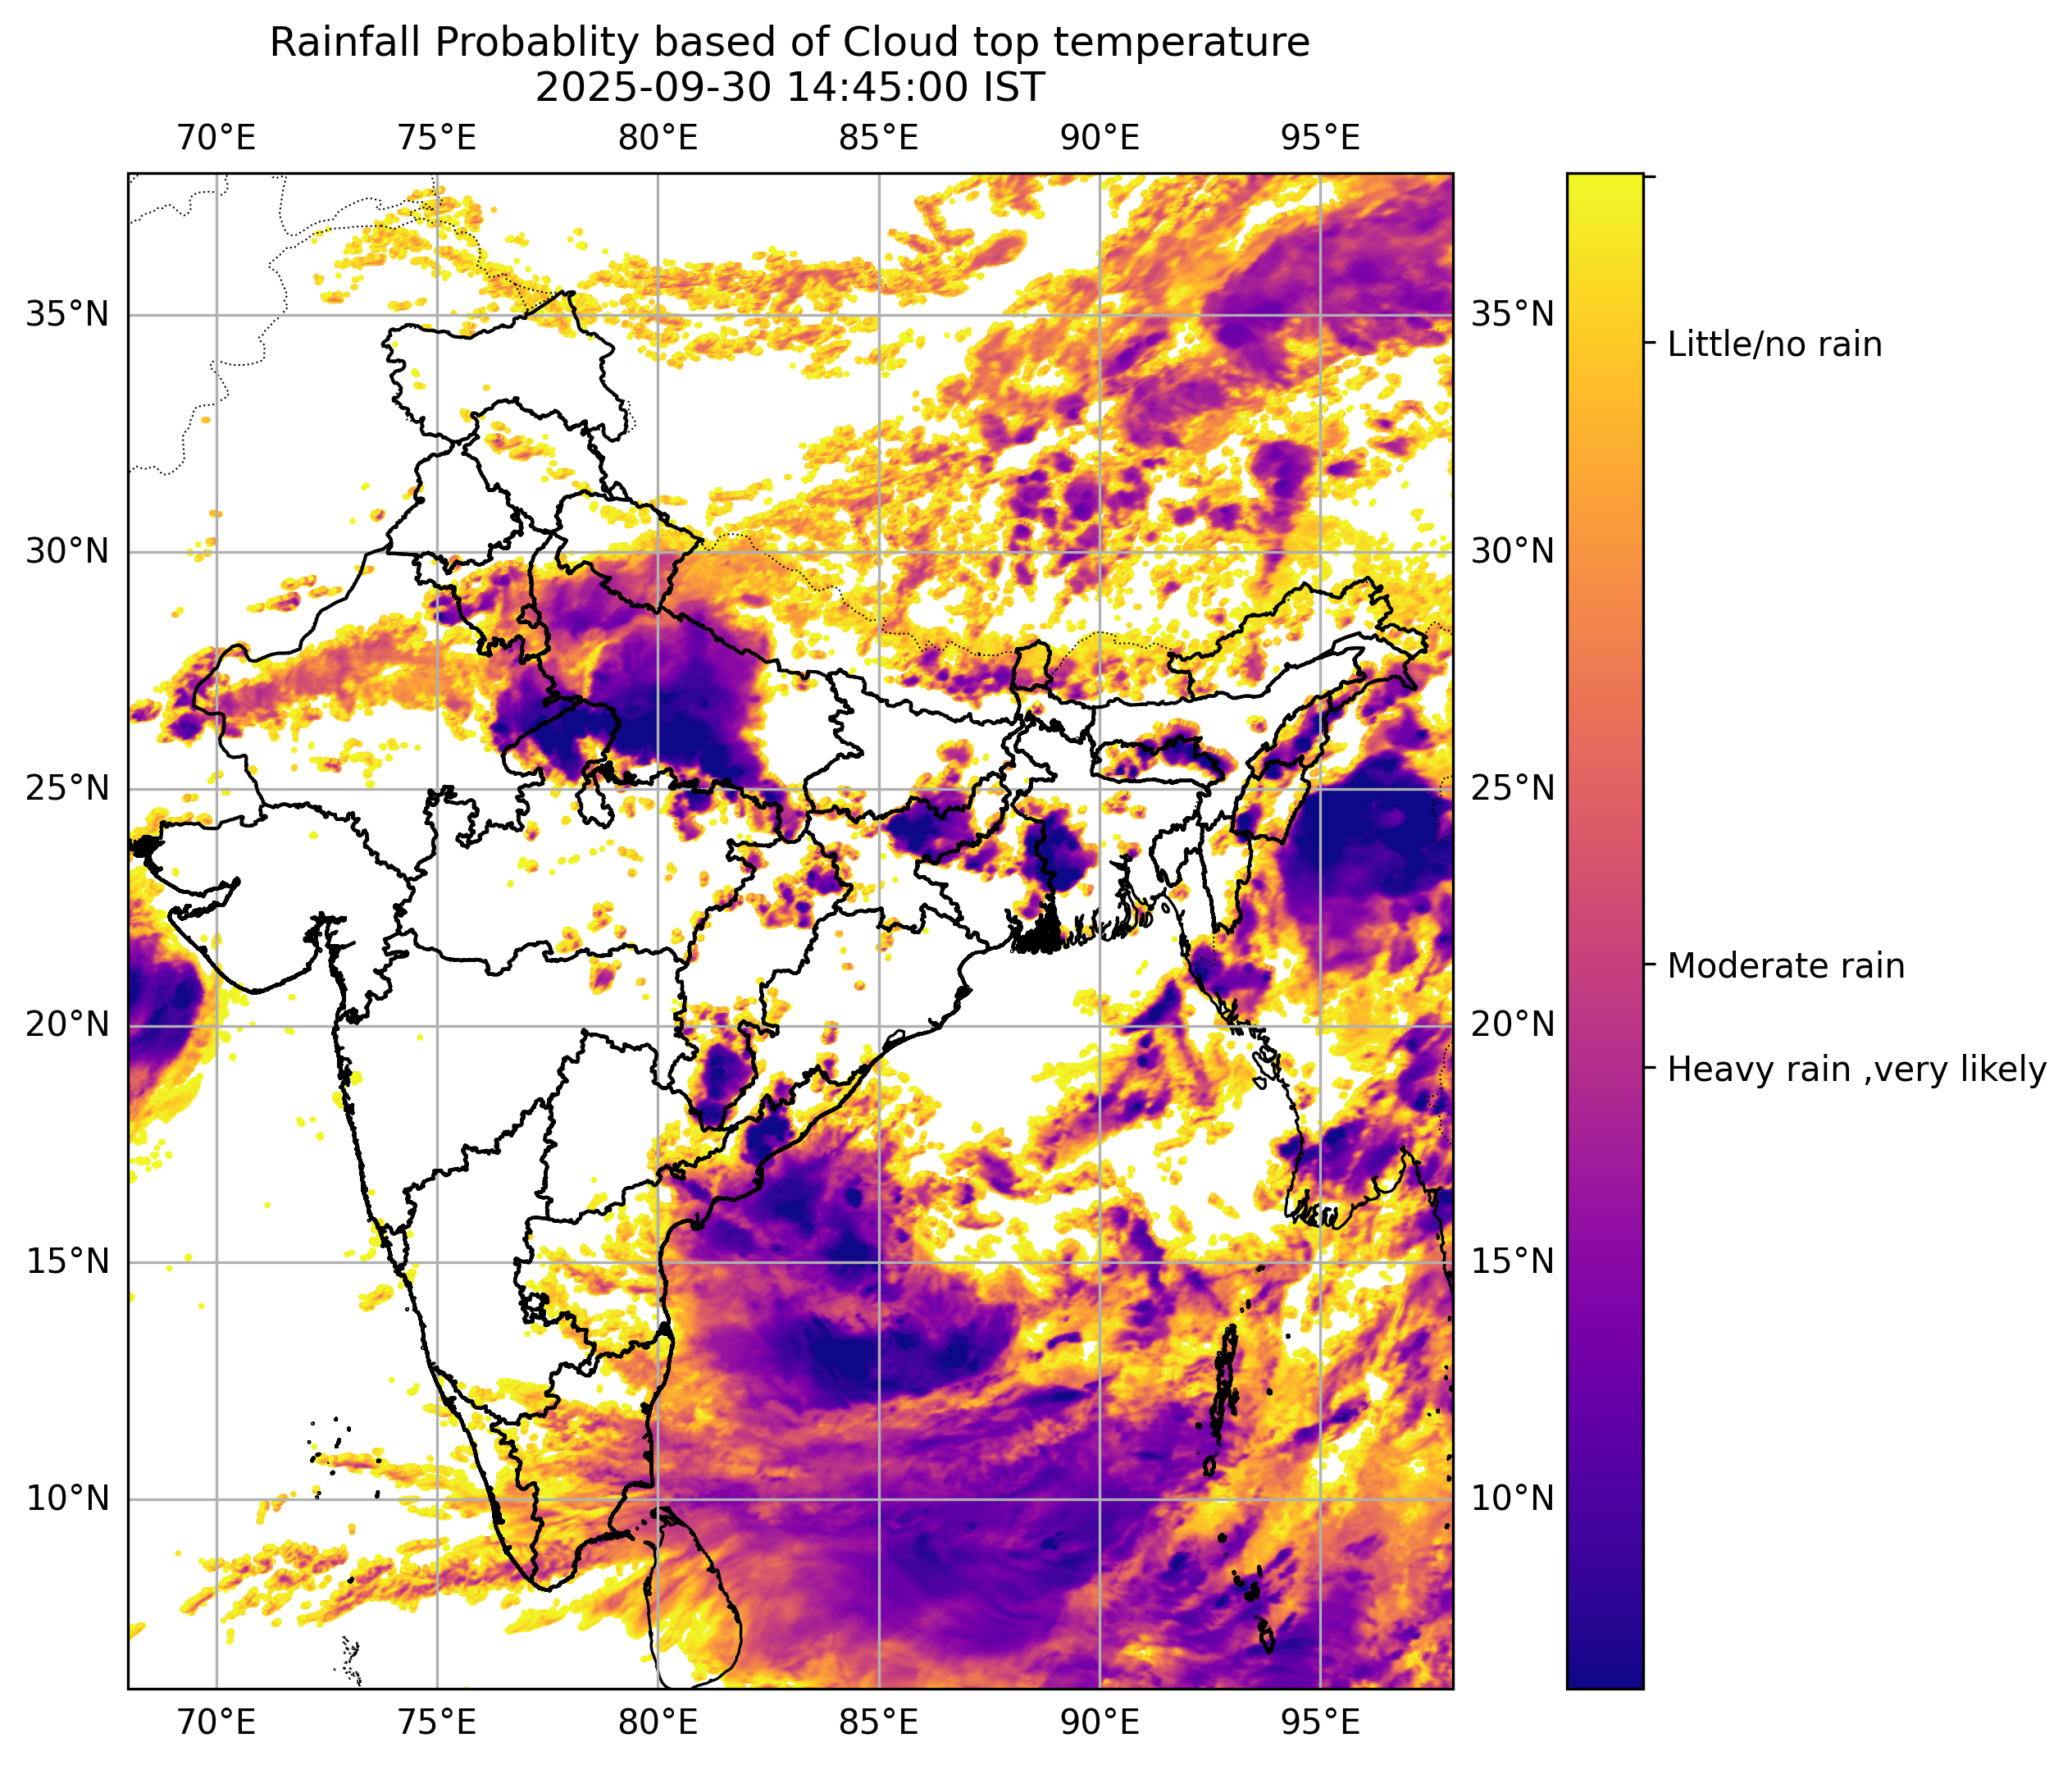 Rainfall Probablity based of Cloud top temperature
2025-09-30 14:45:00 IST
70°E 75°E 80°E 85°E 90°E 95°E
35°N 35°N
Little/no rain
30°N 30°N
25°N 25°N
Moderate rain
20°N 20°N
Heavy rain ,very likely
15°N 15°N
10°N 10°N
70°E 75°E 80°E 85°E 90°E 95°E